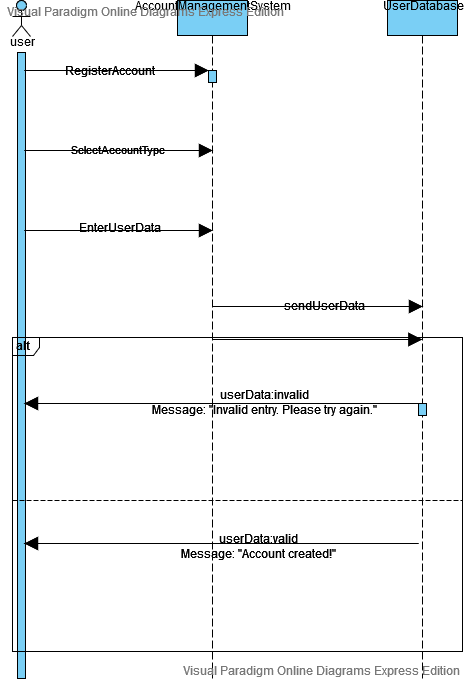 Visual Paradigm Online Diagrams Express Edition
AccountManagementSystem
UserDatabase
user
RegisterAccount
SelectAccountType
EnterUserData
sendUserData
alt
userData:invalid
Message: "Invalid entry. Please try again."
userData:valid
Message: "Account created!"
Visual Paradigm Online Diagrams Express Edition